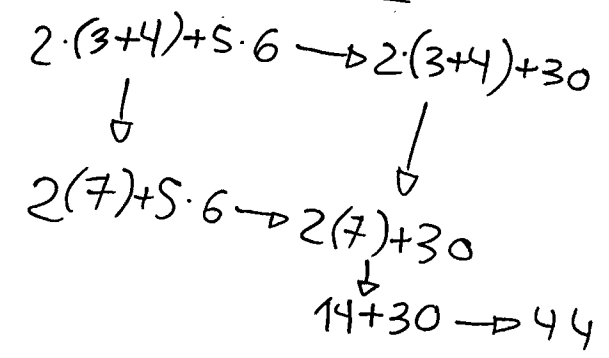 2·(3+4)+5·6 → 2·(3+4)+30
2(7)+5·6 → 2(7)+30
14+30 → 44